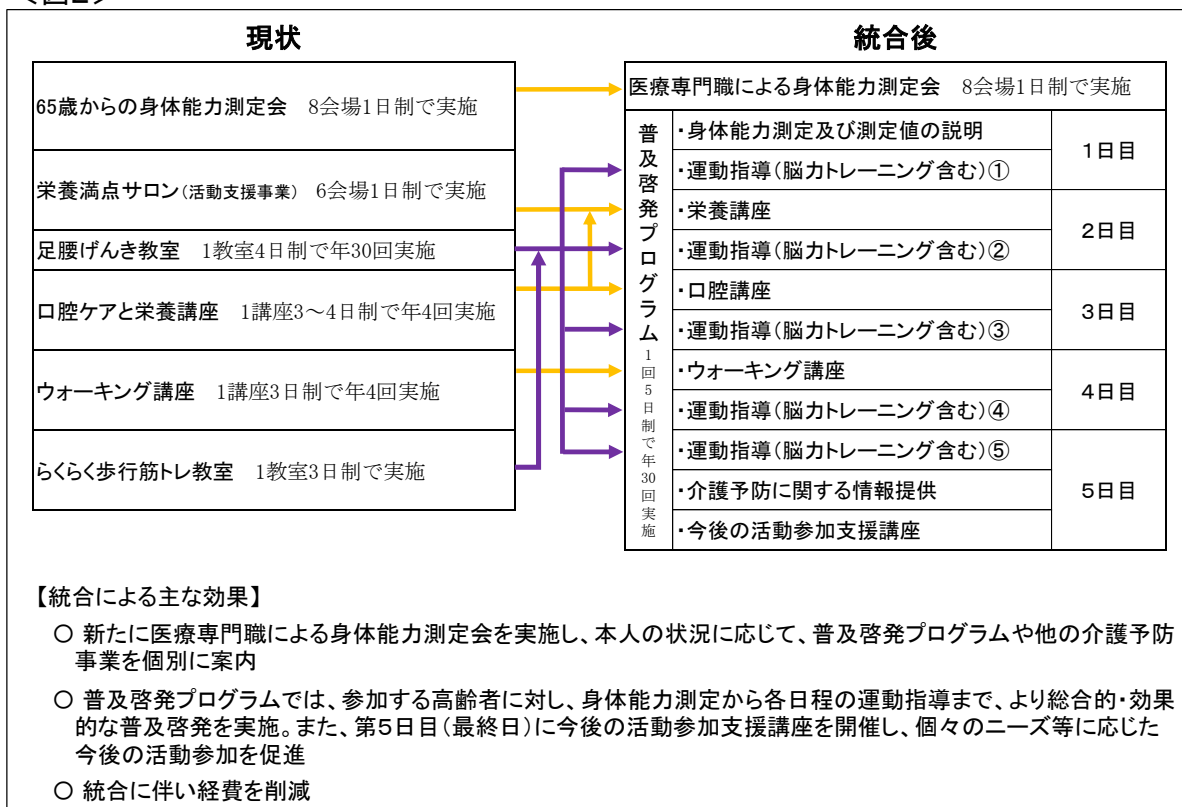 現状
65歳からの身体能力測定会 8会場1日制で実施
栄養満点サロン(活動支援事業) 6会場1日制で実施
足腰げんき教室 1教室4日制で年30回実施
口腔ケアと栄養講座 1講座3～4日制で年4回実施
ウォーキング講座 1講座3日制で年4回実施
らくらく歩行筋トレ教室 1教室3日制で実施
統合後
医療専門職による身体能力測定会 8会場1日制で実施
普及啓発プログラム 1回5日制で年30回実施
・身体能力測定及び測定値の説明
・運動指導(脳力トレーニング含む)①
1日目
・栄養講座
・運動指導(脳力トレーニング含む)②
2日目
・口腔講座
・運動指導(脳力トレーニング含む)③
3日目
・ウォーキング講座
・運動指導(脳力トレーニング含む)④
4日目
・運動指導(脳力トレーニング含む)⑤
・介護予防に関する情報提供
・今後の活動参加支援講座
5日目
【統合による主な効果】
○ 新たに医療専門職による身体能力測定会を実施し、本人の状況に応じて、普及啓発プログラムや他の介護予防
事業を個別に案内
○ 普及啓発プログラムでは、参加する高齢者に対し、身体能力測定から各日程の運動指導まで、より総合的・効果
的な普及啓発を実施。また、第5日目(最終日)に今後の活動参加支援講座を開催し、個々のニーズ等に応じた
今後の活動参加を促進
○ 統合に伴い経費を削減